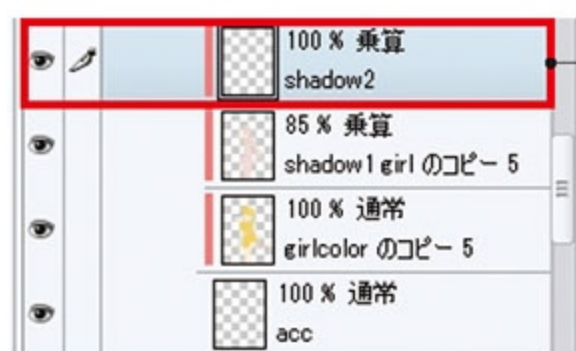 100 % 乗算
shadow2
85 % 乗算
shadow1 girl のコピー 5
100 % 通常
girlcolor のコピー 5
100 % 通常
acc